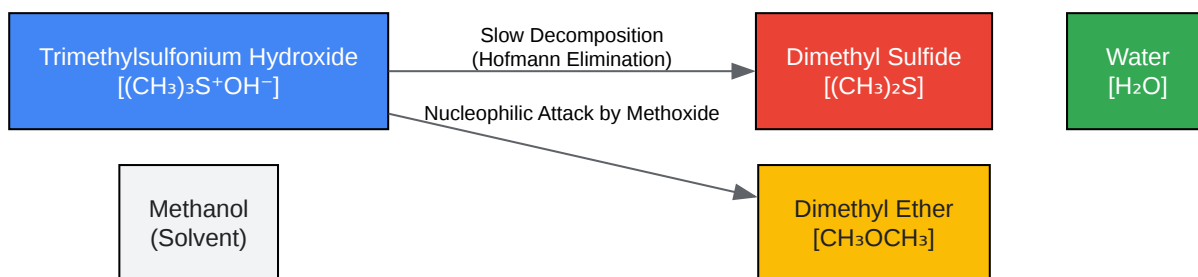 Trimethylsulfonium Hydroxide
[(CH₃)₃S⁺OH⁻]
Slow Decomposition
(Hofmann Elimination)
Dimethyl Sulfide
[(CH₃)₂S]
Water
[H₂O]
Nucleophilic Attack by Methoxide
Methanol
(Solvent)
Dimethyl Ether
[CH₃OCH₃]